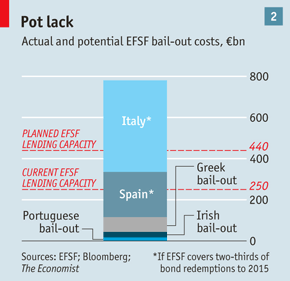 Pot lack
2
Actual and potential EFSF bail-out costs, €bn
800
Italy*
600
PLANNED EFSF
LENDING CAPACITY
440
400
CURRENT EFSF
LENDING CAPACITY
Greek
bail-out
Spain*
250
200
Portuguese
bail-out
Irish
bail-out
0
Sources: EFSF; Bloomberg;
The Economist
*If EFSF covers two-thirds of
bond redemptions to 2015